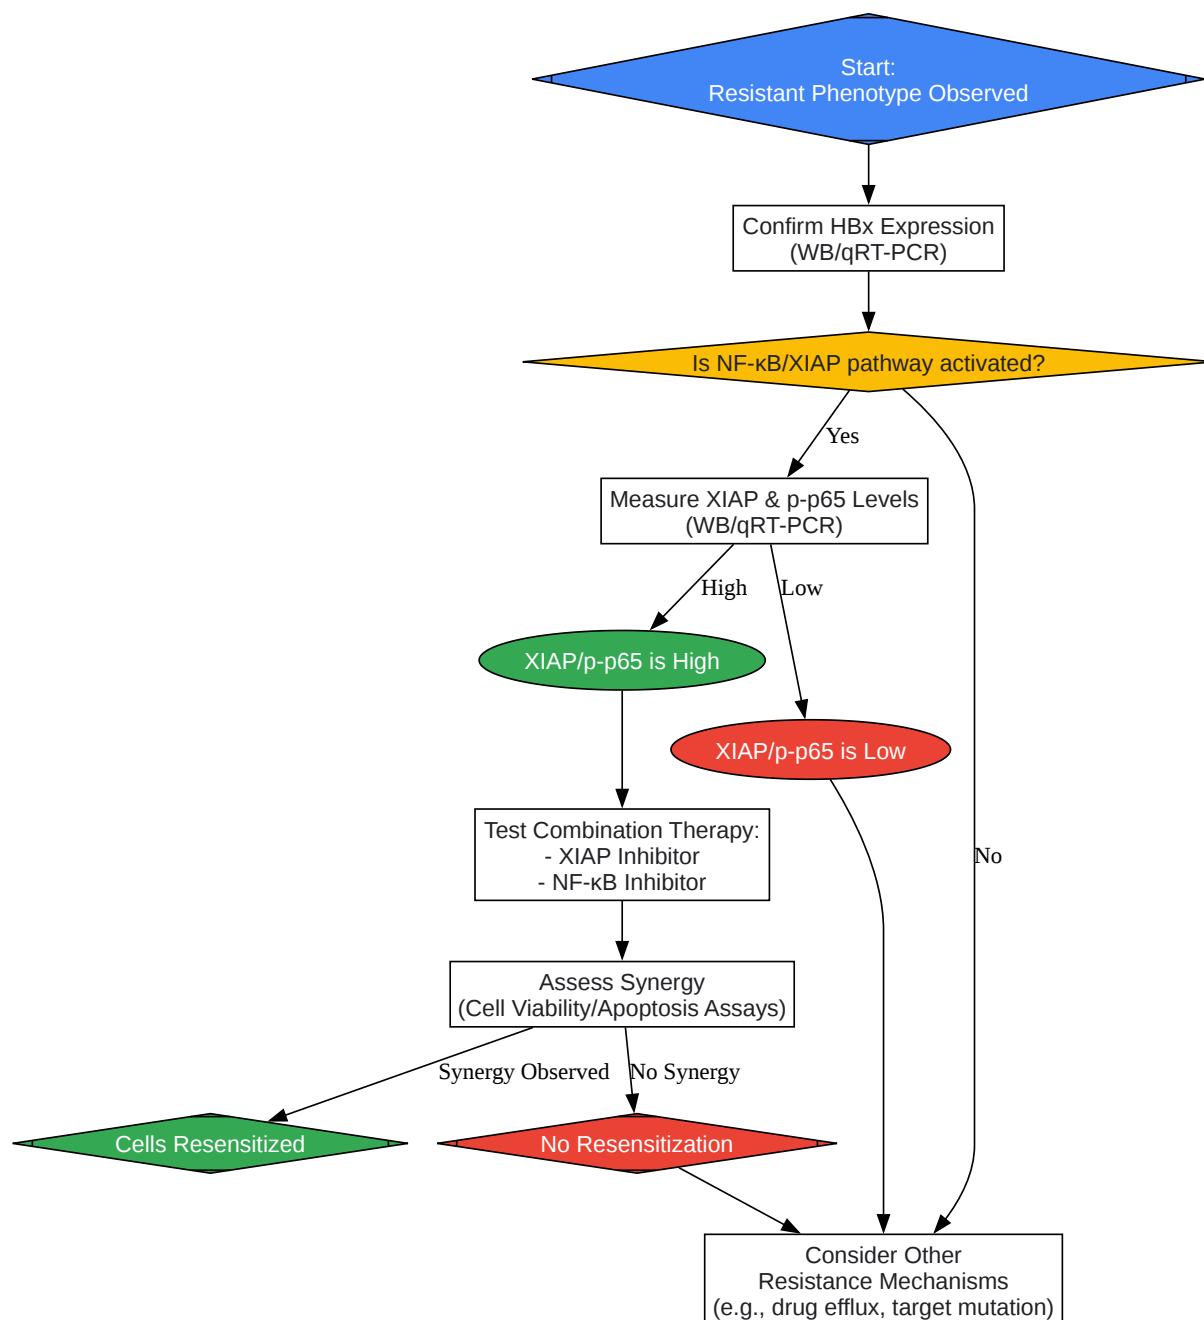 Start:
Resistant Phenotype Observed
Confirm HBx Expression
(WB/qRT-PCR)
Is NF-κB/XIAP pathway activated?
Yes
Measure XIAP & p-p65 Levels
(WB/qRT-PCR)
High
Low
XIAP/p-p65 is High
XIAP/p-p65 is Low
Test Combination Therapy:
- XIAP Inhibitor
- NF-κB Inhibitor
No
Assess Synergy
(Cell Viability/Apoptosis Assays)
Synergy Observed
No Synergy
Cells Resensitized
No Resensitization
Consider Other
Resistance Mechanisms
(e.g., drug efflux, target mutation)